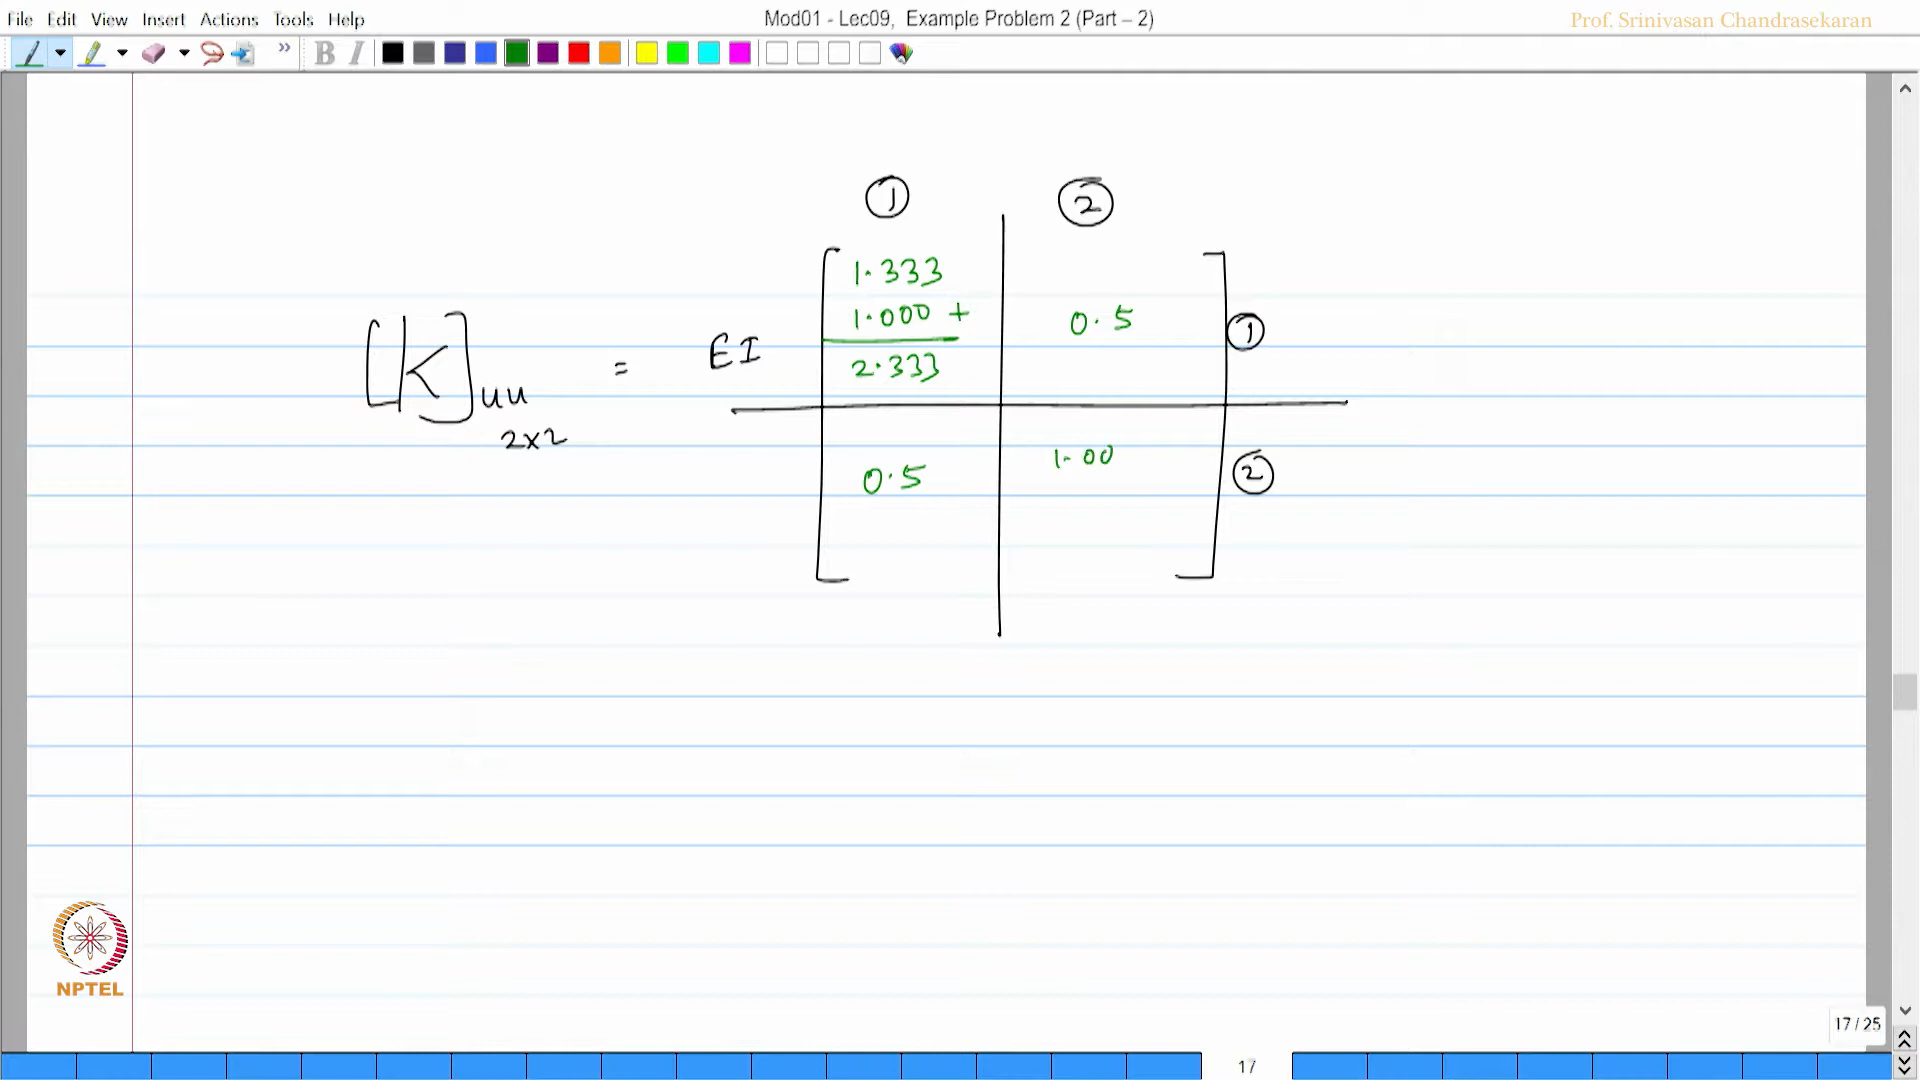 File Edit View Insert Actions Tools Help
Mod01 - Lec09, Example Problem 2 (Part – 2)
Prof. Srinivasan Chandrasekaran
B I
① ②
1.333
1.000 +
2.333
0.5
①
[K]uu = EI
2x2
0.5
1.00
②
NPTEL
17 / 25
17